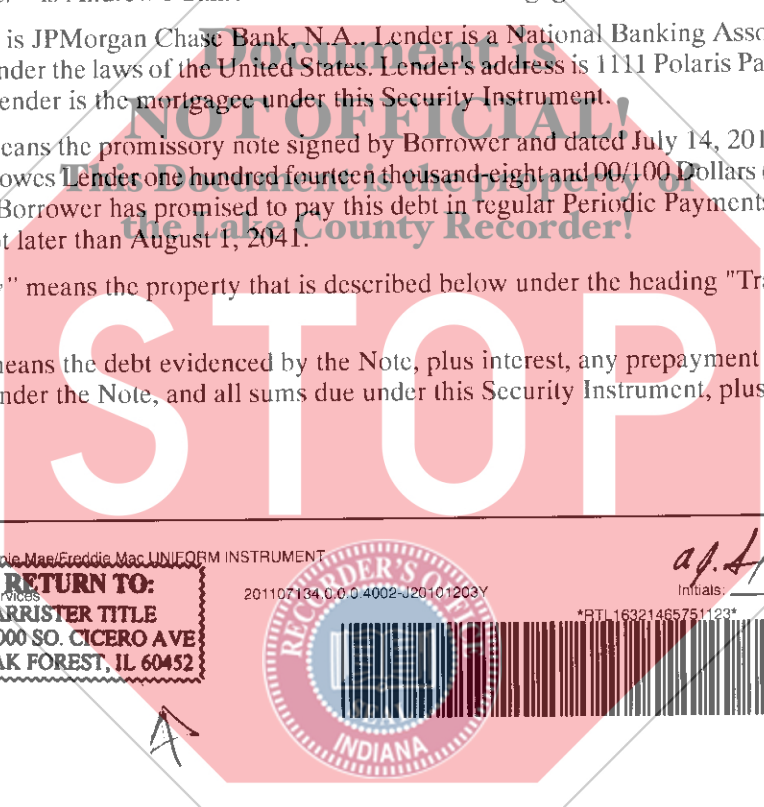 is JPMorgan Chase Bank, N.A.. Lender is a National Banking Asso
nder the laws of the United States. Lender's address is 1111 Polaris Pa
ender is the mortgagee under this Security Instrument.
Document is
NOT OFFICIAL!
This Document is the property of
the Lake County Recorder!
eans the promissory note signed by Borrower and dated July 14, 201
owes Lender one hundred fourteen thousand-eight and 00/100 Dollars (
Borrower has promised to pay this debt in regular Periodic Payments
t later than August 1, 2041.
" means the property that is described below under the heading "Tra
neans the debt evidenced by the Note, plus interest, any prepayment
nder the Note, and all sums due under this Security Instrument, plus
STOP
nie Mae/Freddie Mac UNIFORM INSTRUMENT
RETURN TO:
rvices
ARRISTER TITLE
000 SO. CICERO AVE
AK FOREST, IL 60452
201107134.0.0.0.4002-J20101203Y
Initials:
*RTL16321465751123*
RECORDER'S OFFICE
SEAL
INDIANA